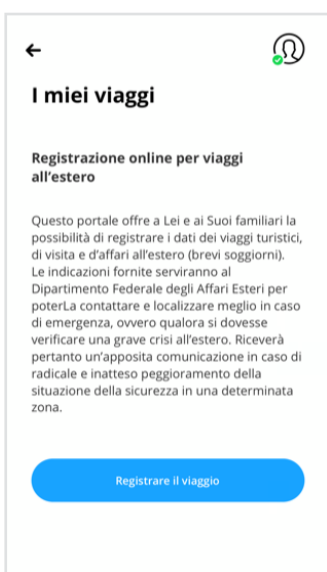 I miei viaggi
Registrazione online per viaggi
all'estero
Questo portale offre a Lei e ai Suoi familiari la
possibilità di registrare i dati dei viaggi turistici,
di visita e d'affari all'estero (brevi soggiorni).
Le indicazioni fornite serviranno al
Dipartimento Federale degli Affari Esteri per
poterLa contattare e localizzare meglio in caso
di emergenza, ovvero qualora si dovesse
verificare una grave crisi all'estero. Riceverà
pertanto un'apposita comunicazione in caso di
radicale e inatteso peggioramento della
situazione della sicurezza in una determinata
zona.
Registrare il viaggio